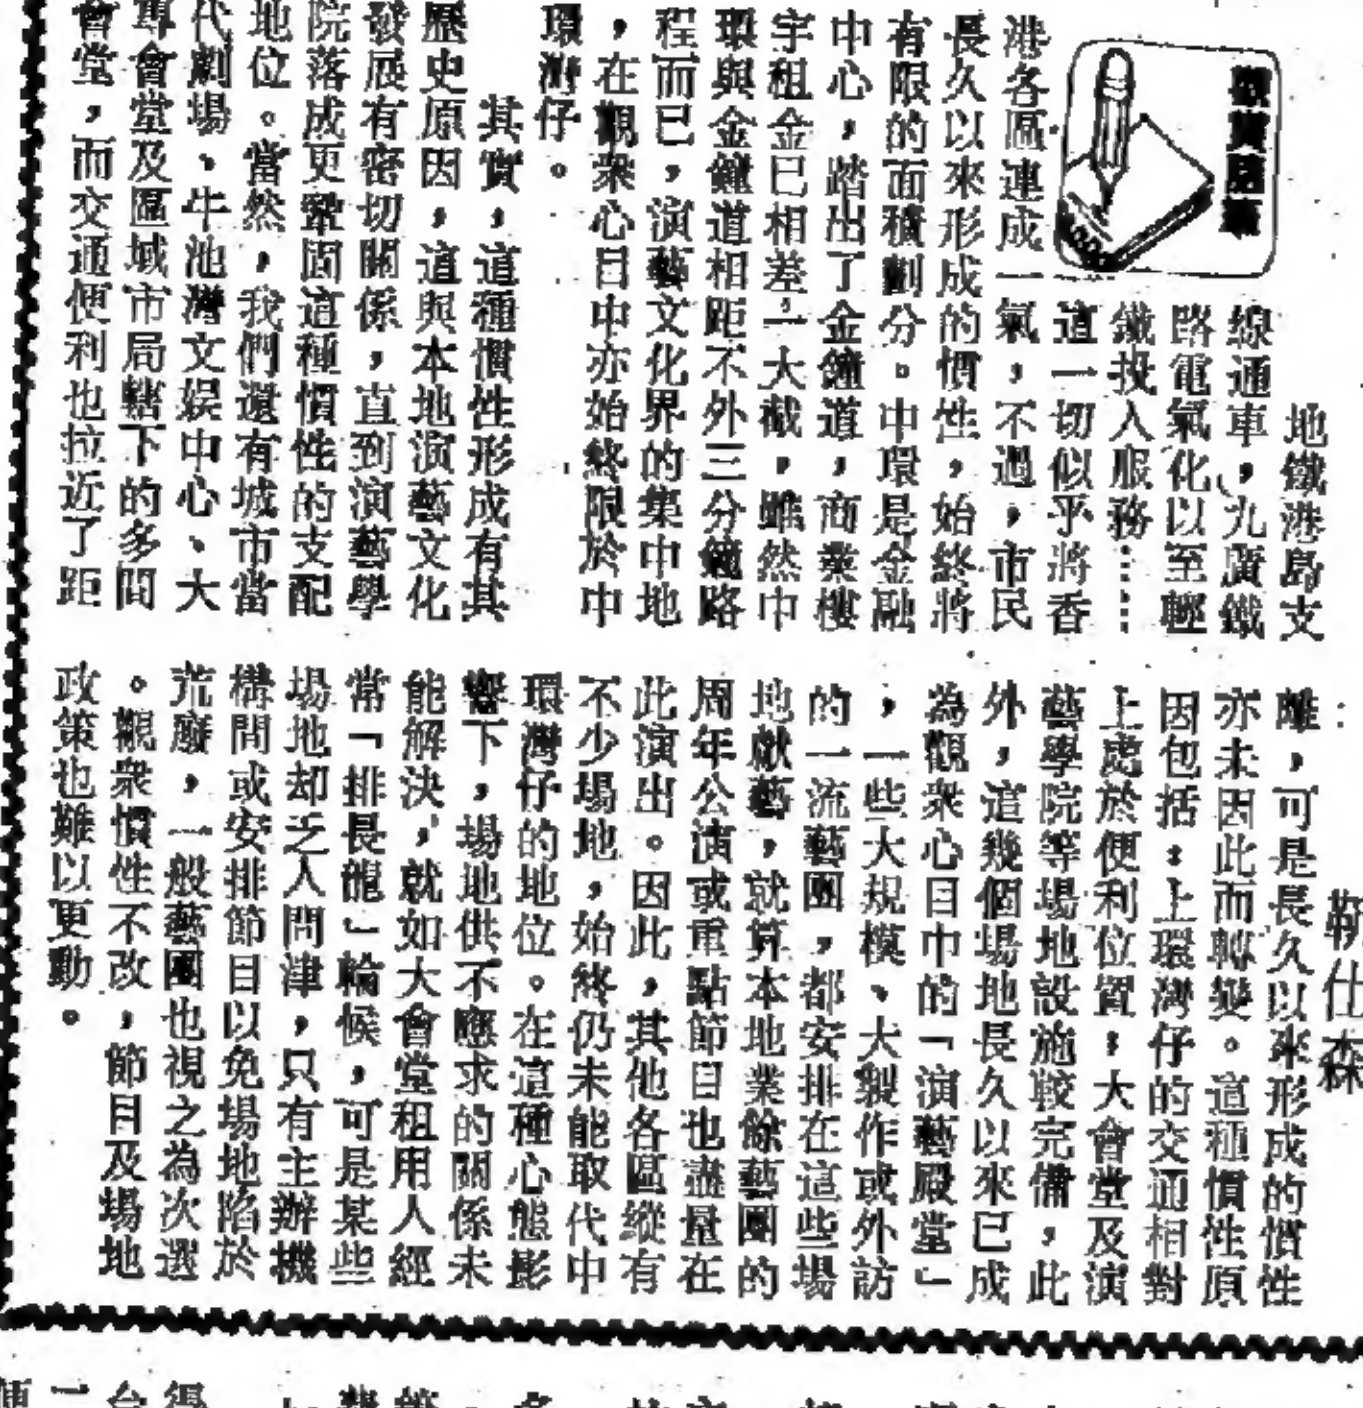 地鐵港島支
線通車，九廣鐵
路電氣化以至輕
鐵投入服務……
這一切似乎將香
港各區連成一氣，不過，市民
長久以來形成的慣性，始終將
有限的面積劃分。中環是金融
中心，踏出了金鐘道，商業樓
宇租金已相差一大截，雖然中
環與金鐘道相距不外三分鐘路
程而已，演藝文化界的集中地
，在觀衆心目中亦始終限於中
環灣仔。
其實，這種慣性形成有其
歷史原因，這與本地演藝文化
發展有密切關係，直到演藝學
院落成更鞏固這種慣性的支配
地位。當然，我們還有城市當
代劇場、牛池灣文娛中心、大
專會堂及區域市局轄下的多間
會堂，而交通便利也拉近了距
靳仕森
離，可是長久以來形成的慣性
亦未因此而轉變。這種慣性原
因包括：上環灣仔的交通相對
上處於便利位置，大會堂及演
藝學院等場地設施較完備，此
外，這幾個場地長久以來已成
為觀衆心目中的「演藝殿堂」
，一些大規模、大製作或外訪
的一流藝團，都安排在這些場
地獻藝，就算本地業餘藝團的
周年公演或重點節目也盡量在
此演出。因此，其他各區縱有
不少場地，始終仍未能取代中
環灣仔的地位。在這種心態影
響下，場地供不應求的關係未
能解決，就如大會堂租用人經
常「排長龍」輪候，可是某些
場地却乏人問津，只有主辦機
構間或安排節目以免場地陷於
荒廢，一般藝團也視之為次選
。觀衆慣性不改，節目及場地
政策也難以更動。